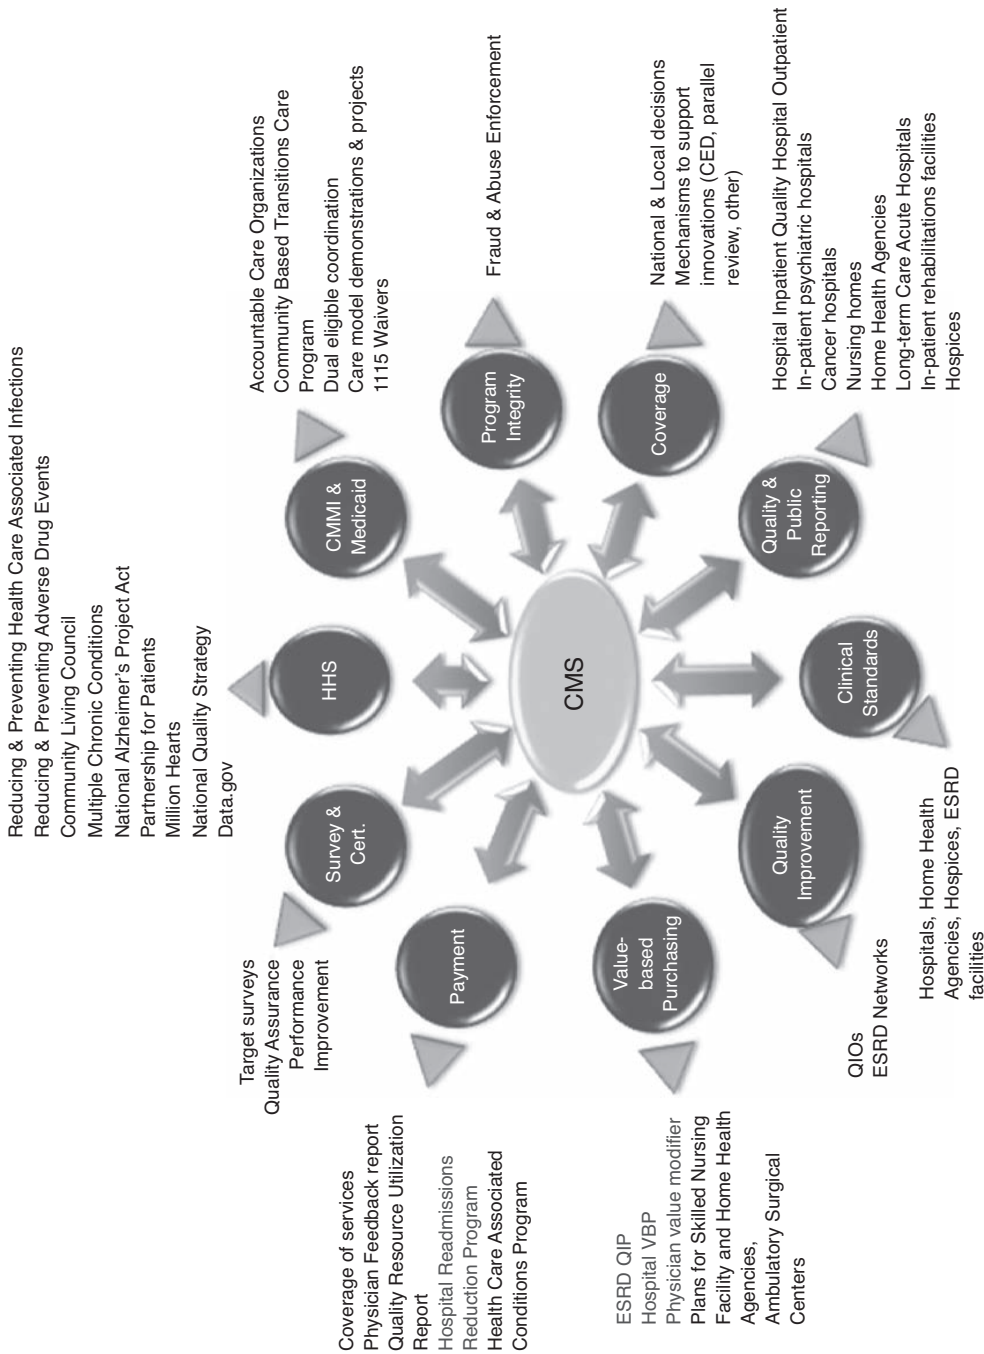 Reducing & Preventing Health Care Associated Infections
Reducing & Preventing Adverse Drug Events
Community Living Council
Multiple Chronic Conditions
National Alzheimer's Project Act
Partnership for Patients
Million Hearts
National Quality Strategy
Data.gov
Target surveys
Quality Assurance
Performance
Improvement
Survey &
Cert.
HHS
CMMI &
Medicaid
Accountable Care Organizations
Community Based Transitions Care
Program
Dual eligible coordination
Care model demonstrations & projects
1115 Waivers
Coverage of services
Physician Feedback report
Quality Resource Utilization
Report
Hospital Readmissions
Reduction Program
Health Care Associated
Conditions Program
Payment
CMS
Program
Integrity
Fraud & Abuse Enforcement
ESRD QIP
Hospital VBP
Physician value modifier
Plans for Skilled Nursing
Facility and Home Health
Agencies,
Ambulatory Surgical
Centers
Value-
based
Purchasing
Coverage
National & Local decisions
Mechanisms to support
innovations (CED, parallel
review, other)
QIOs
ESRD Networks
Quality
Improvement
Clinical
Standards
Quality &
Public
Reporting
Hospital Inpatient Quality Hospital Outpatient
In-patient psychiatric hospitals
Cancer hospitals
Nursing homes
Home Health Agencies
Long-term Care Acute Hospitals
In-patient rehabilitations facilities
Hospices
Hospitals, Home Health
Agencies, Hospices, ESRD
facilities